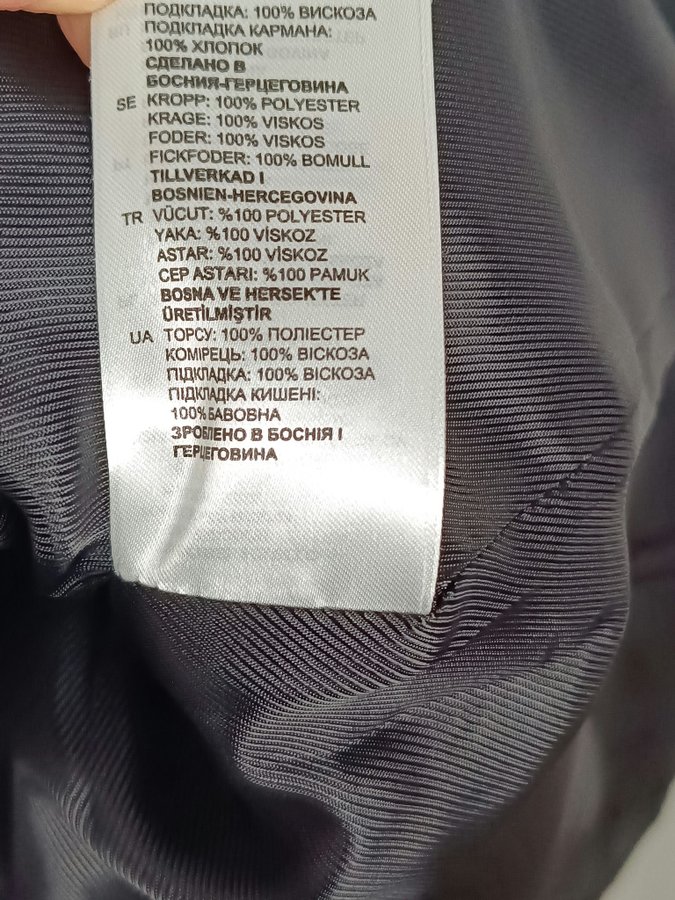 ПОДКЛАДКА: 100% ВИСКОЗА
ПОДКЛАДКА КАРМАНА:
100% ХЛОПОК
СДЕЛАНО В
БОСНИЯ-ГЕРЦЕГОВИНА
SE KROPP: 100% POLYESTER
KRAGE: 100% VISKOS
FODER: 100% VISKOS
FICKFODER: 100% BOMULL
TILLVERKAD I
BOSNIEN-HERCEGOVINA
TR VÜCUT: %100 POLYESTER
YAKA: %100 VİSKOZ
ASTAR: %100 VİSKOZ
CEP ASTARI: %100 PAMUK
BOSNA VE HERSEK'TE
ÜRETİLMİŞTİR
UA ТОРСУ: 100% ПОЛІЕСТЕР
КОМІРЕЦЬ: 100% ВІСКОЗА
ПІДКЛАДКА: 100% ВІСКОЗА
ПІДКЛАДКА КИШЕНІ:
100% БАВОВНА
ЗРОБЛЕНО В БОСНІЯ І
ГЕРЦЕГОВИНА